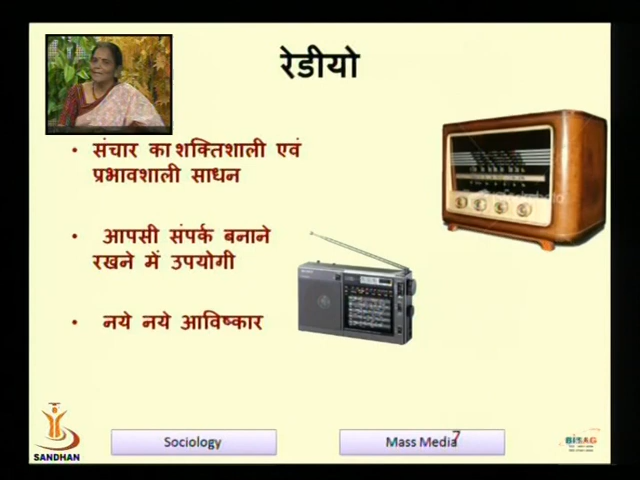 रेडीयो
• संचार का शक्तिशाली एवं
प्रभावशाली साधन
• आपसी संपर्क बनाने
रखने में उपयोगी
• नये नये आविष्कार
SANDHAN
Sociology
Mass Media
7
BISAG